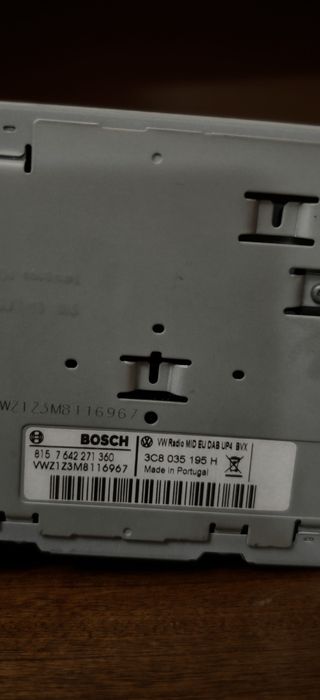 WZ1Z3M8116967
BOSCH
VW Radio MID EU DAB UP4 BVX
815 7 642 271 360
3C8 035 195 H
VWZ1Z3M8116967
Made in Portugal